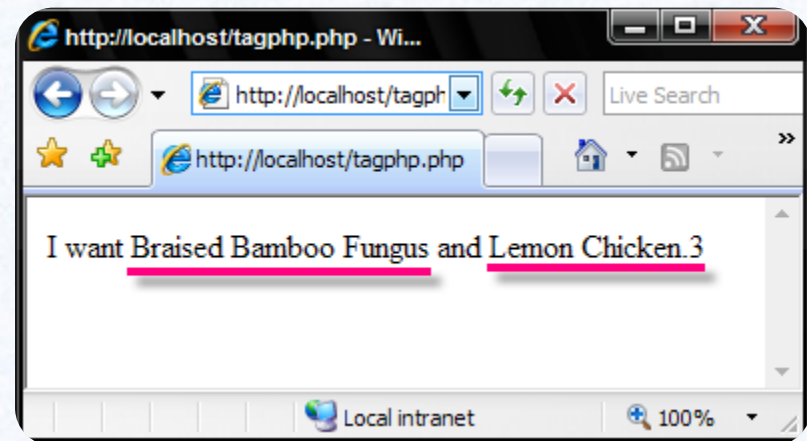 http://localhost/tagphp.php - Wi...
http://localhost/tagph
Live Search
http://localhost/tagphp.php
»
I want Braised Bamboo Fungus and Lemon Chicken.3
Local intranet
100%